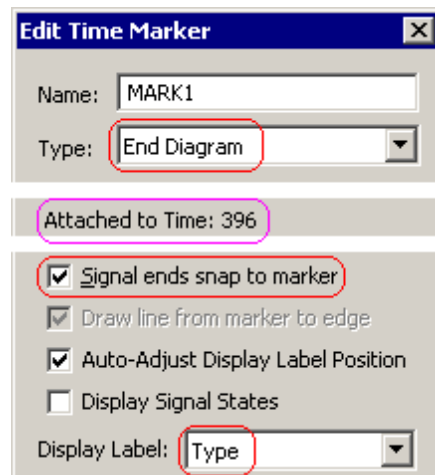 Edit Time Marker
Name: MARK1
Type: End Diagram
Attached to Time: 396
Signal ends snap to marker
Draw line from marker to edge
Auto-Adjust Display Label Position
Display Signal States
Display Label: Type